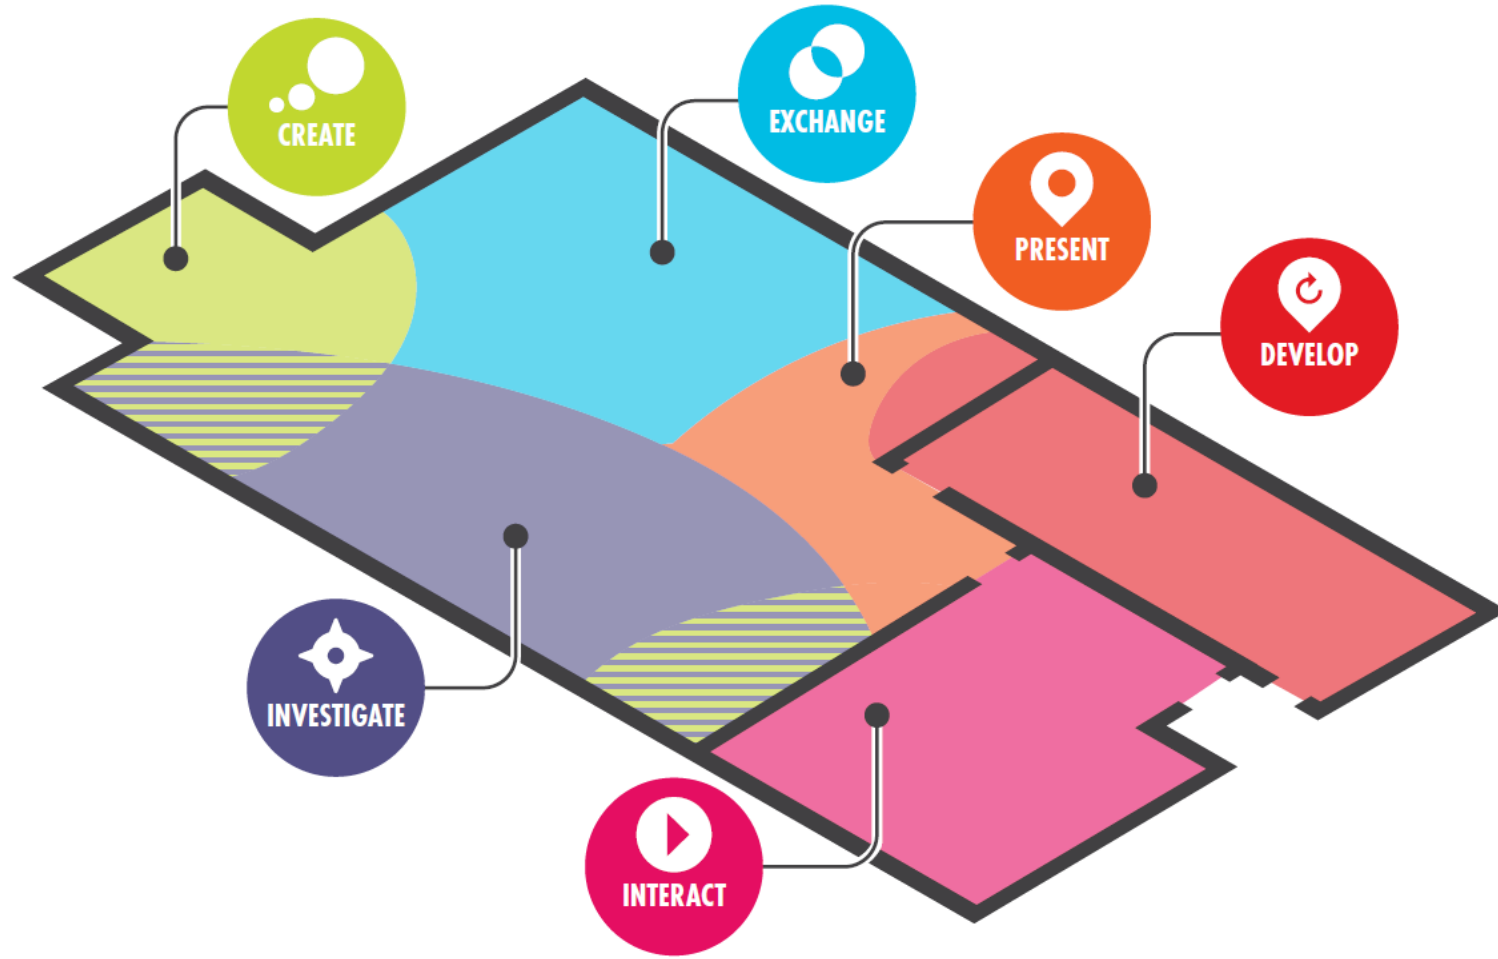 CREATE
EXCHANGE
PRESENT
DEVELOP
INVESTIGATE
INTERACT